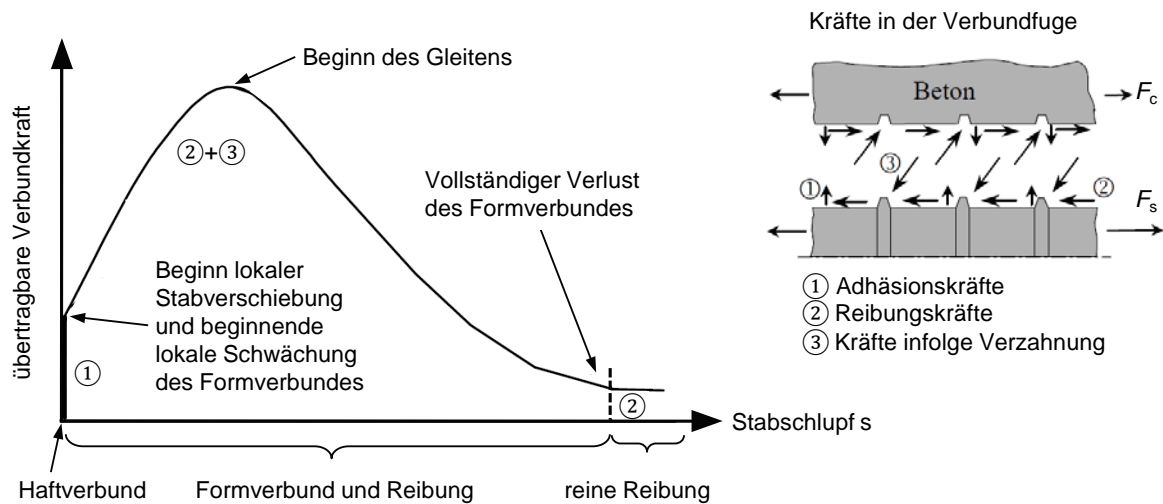 Kräfte in der Verbundfuge
Beginn des Gleitens
übertragbare Verbundkraft
②+③
Vollständiger Verlust
des Formverbundes
Beginn lokaler
Stabverschiebung
und beginnende
lokale Schwächung
des Formverbundes
①
②
Stabschlupf s
Haftverbund
Formverbund und Reibung
reine Reibung
Beton
Fc
③
①
②
Fs
① Adhäsionskräfte
② Reibungskräfte
③ Kräfte infolge Verzahnung